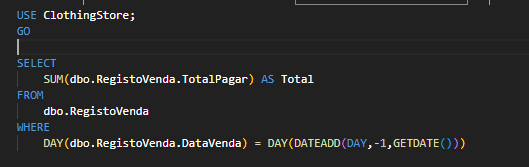 USE ClothingStore;
GO
SELECT
SUM(dbo.RegistoVenda.TotalPagar) AS Total
FROM
dbo.RegistoVenda
WHERE
DAY(dbo.RegistoVenda.DataVenda) = DAY(DATEADD(DAY,-1,GETDATE()))